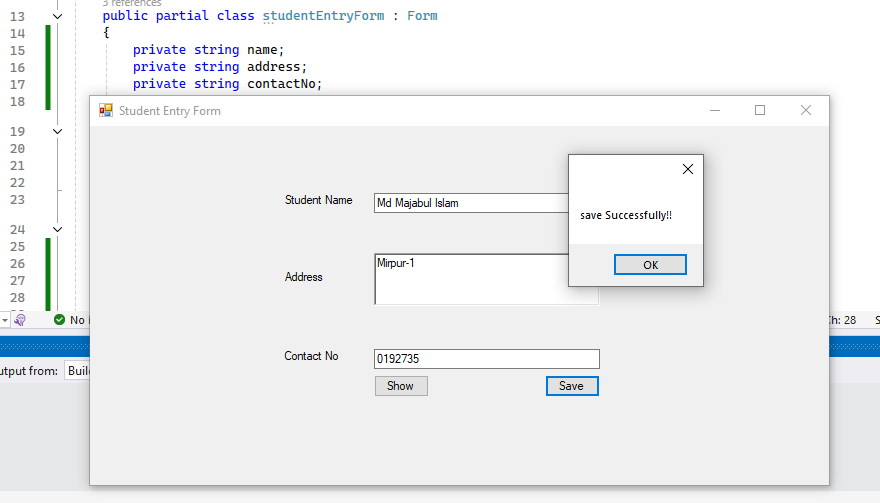 3 references
13 public partial class studentEntryForm : Form
14 {
15 private string name;
16 private string address;
17 private string contactNo;
18
Student Entry Form
19
20
21
22
23
24
25
26
27
28
Student Name Md Majabul Islam
save Successfully!!
OK
Address Mirpur-1
Contact No 0192735
Show Save
No i
Ch: 28 S
utput from: Build